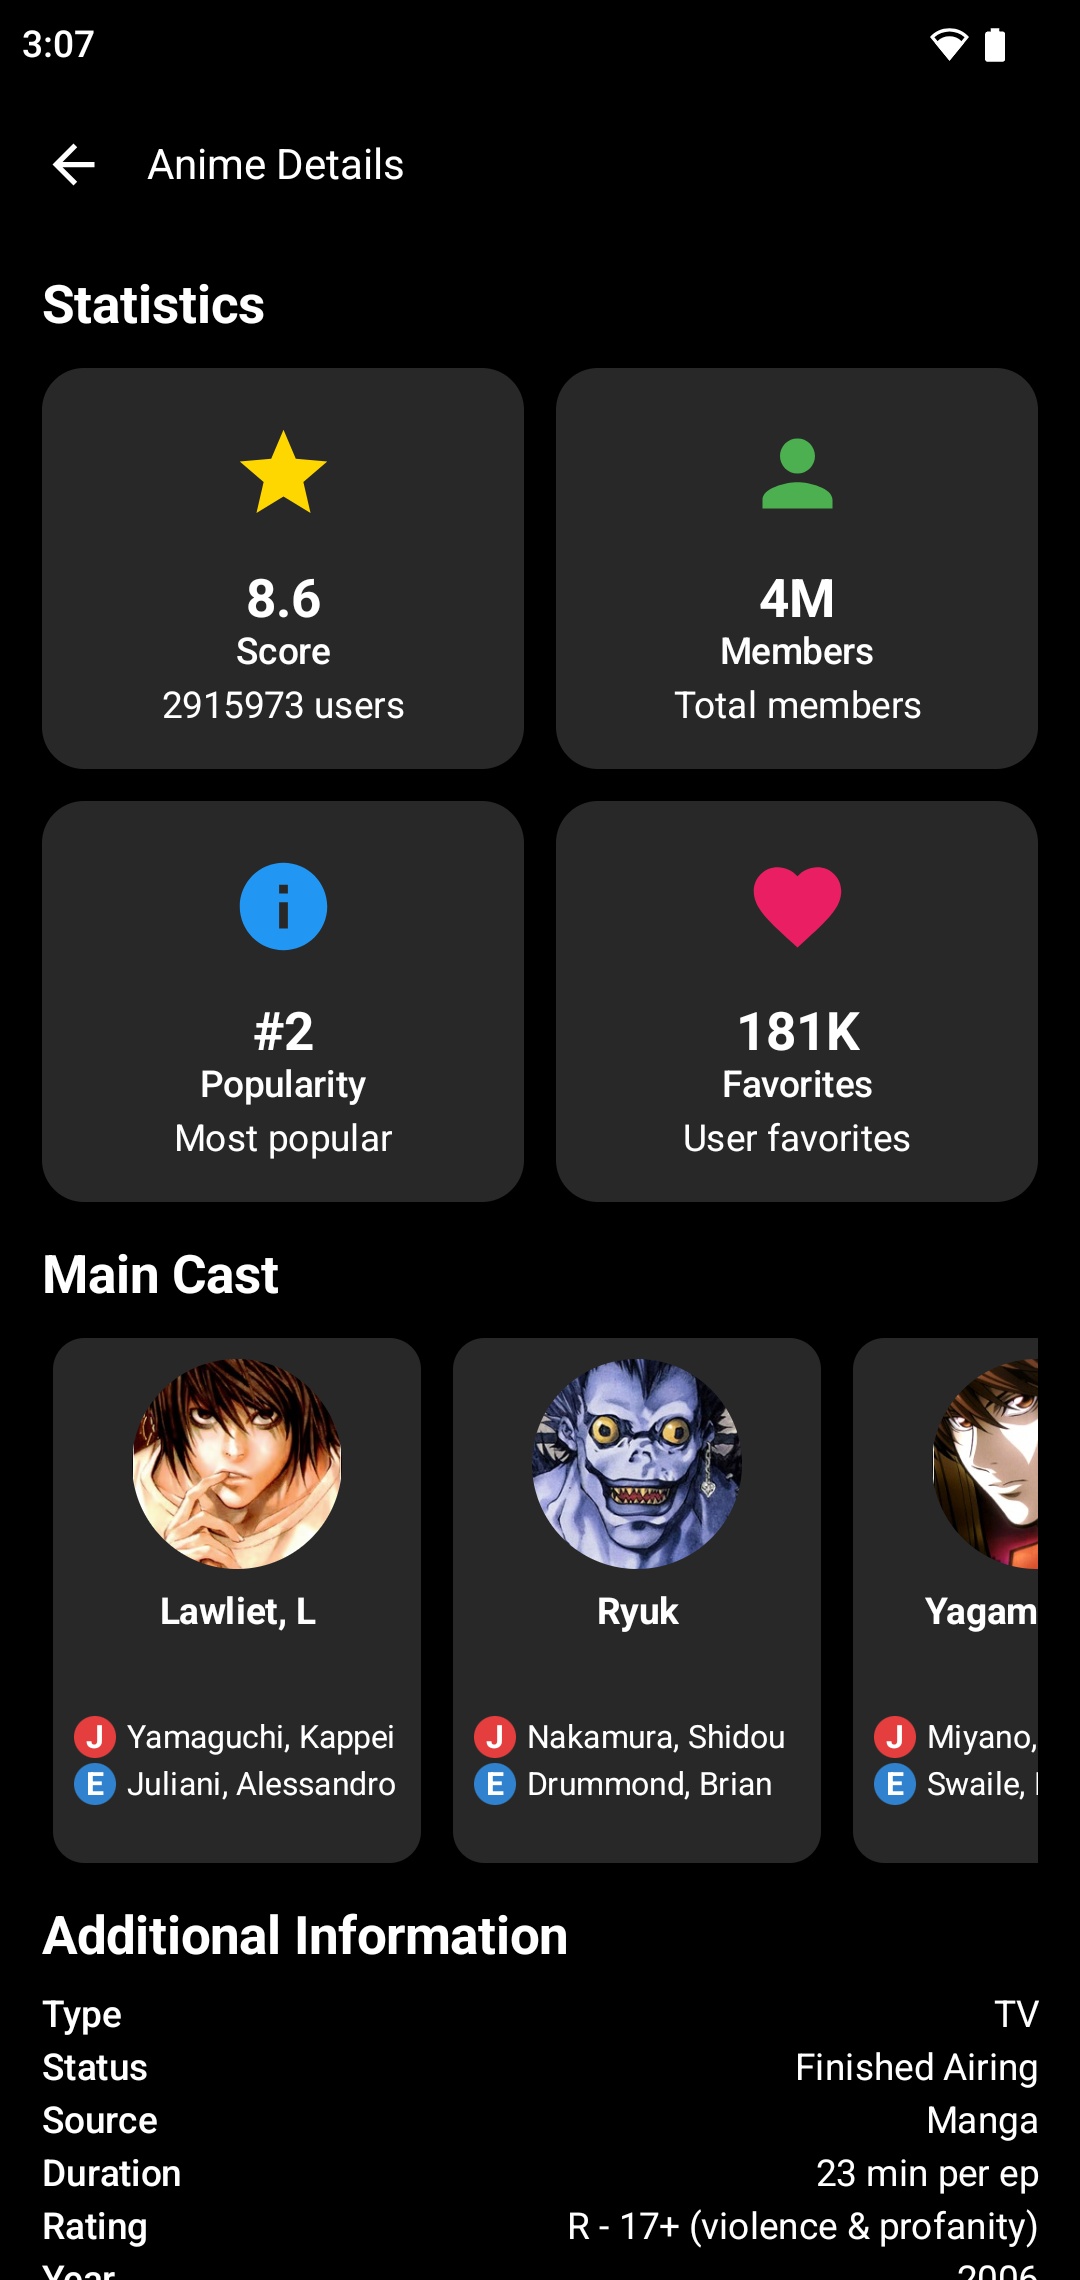 3:07
Anime Details
Statistics
8.6
Score
2915973 users
4M
Members
Total members
#2
Popularity
Most popular
181K
Favorites
User favorites
Main Cast
Lawliet, L
J Yamaguchi, Kappei
E Juliani, Alessandro
Ryuk
J Nakamura, Shidou
E Drummond, Brian
Yagam
J Miyano,
E Swaile,
Additional Information
Type TV
Status Finished Airing
Source Manga
Duration 23 min per ep
Rating R - 17+ (violence & profanity)
Year 2006